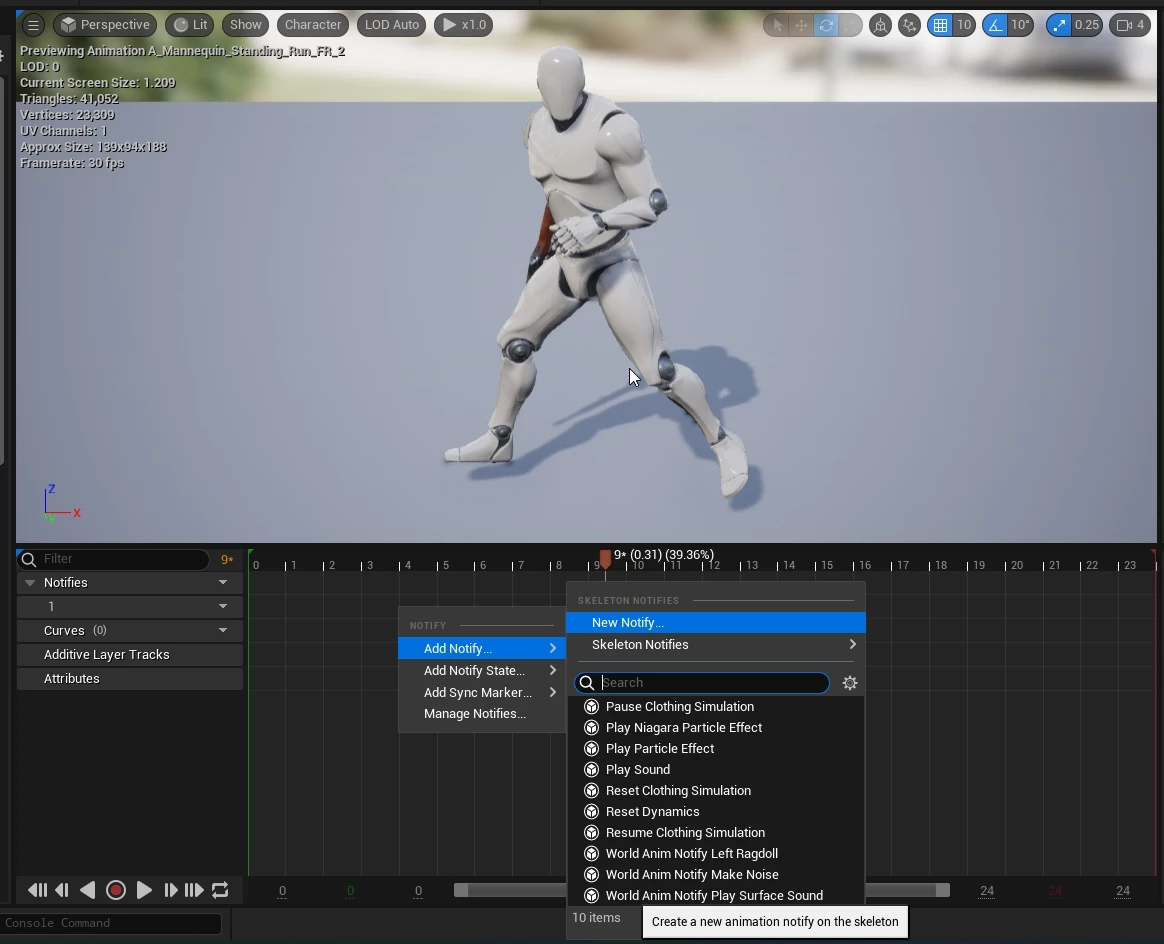 Perspective Lit Show Character LOD Auto x1.0 10 10° 0.25 4
Previewing Animation A_Mannequin_Standing_Run_FR_2
LOD: 0
Current Screen Size: 1.209
Triangles: 41,052
Vertices: 23,309
UV Channels: 1
Approx Size: 139x94x188
Framerate: 30 fps
Z
X
Y
Filter 9*
9* (0.31) (39.36%)
0 1 2 3 4 5 6 7 8 9 10 11 12 13 14 15 16 17 18 19 20 21 22 23
Notifies
1
Curves (0)
Additive Layer Tracks
Attributes
NOTIFY
Add Notify...
Add Notify State...
Add Sync Marker...
Manage Notifies...
SKELETON NOTIFIES
New Notify...
Skeleton Notifies
Search
Pause Clothing Simulation
Play Niagara Particle Effect
Play Particle Effect
Play Sound
Reset Clothing Simulation
Reset Dynamics
Resume Clothing Simulation
World Anim Notify Left Ragdoll
World Anim Notify Make Noise
World Anim Notify Play Surface Sound
10 items
Create a new animation notify on the skeleton
0 0 0 24 24 24
Console Command